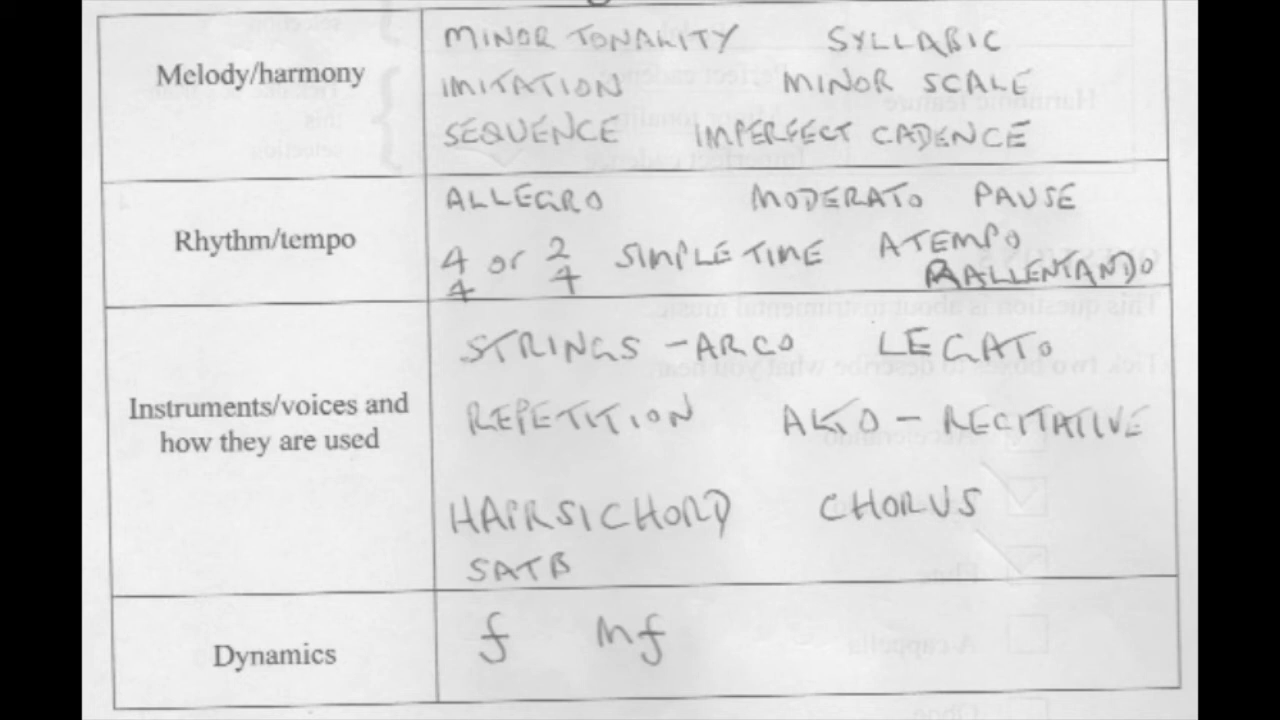 Melody/harmony
MINOR TONALITY SYLLABIC
IMITATION MINOR SCALE
SEQUENCE IMPERFECT CADENCE
Rhythm/tempo
ALLEGRO MODERATO PAUSE
4/4 or 2/4 SIMPLE TIME A TEMPO
RALLENTANDO
Instruments/voices and
how they are used
STRINGS - ARCO LEGATO
REPETITION ALTO - RECITATIVE
HAPRSICHORD CHORUS
SATB
Dynamics
f mf